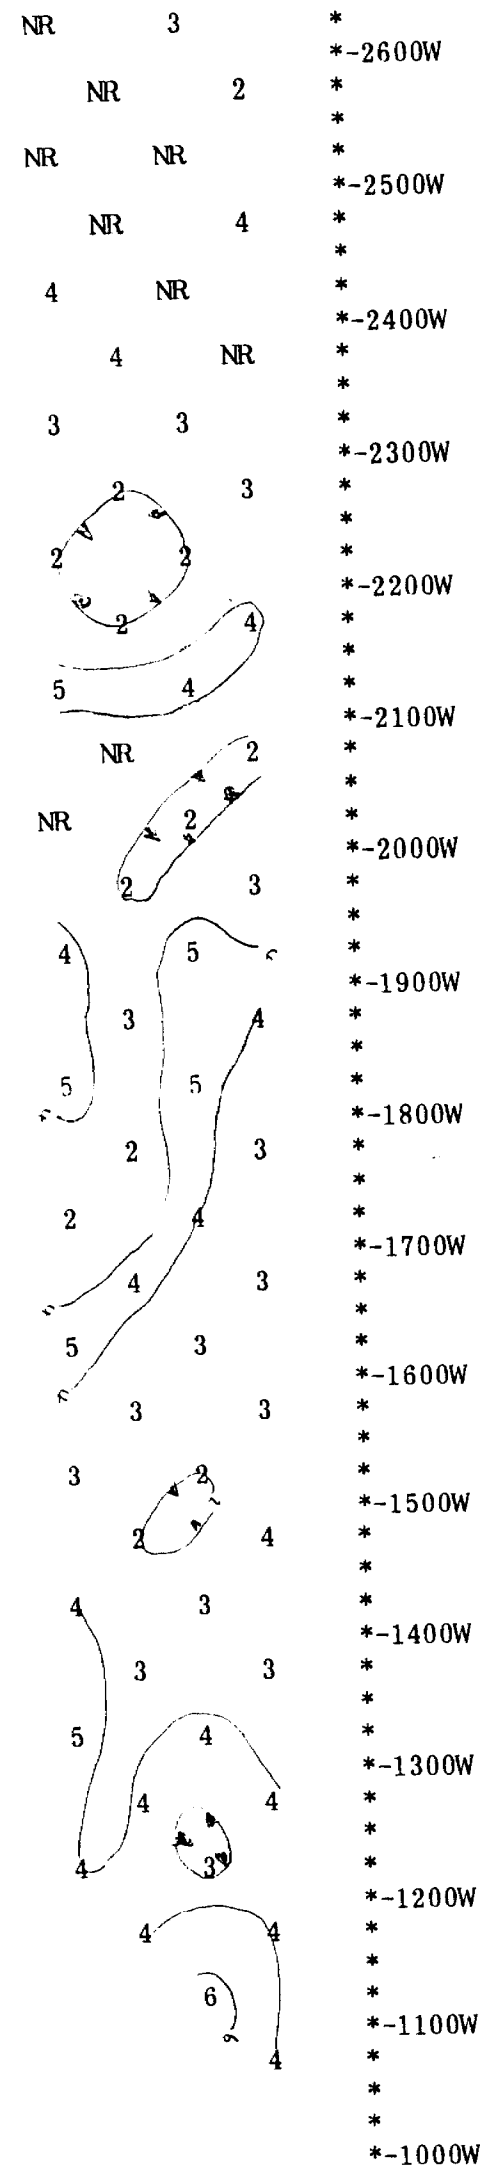 NR 3 *
*-2600W
NR 2 *
*
NR NR *
*-2500W
NR 4 *
*
4 NR *
*-2400W
4 NR *
*
3 3 *
*-2300W
2 3 *
*
2 2 *
*-2200W
2 4 *
*
5 4 *
*-2100W
NR 2 *
*
NR 2 *
*-2000W
2 3 *
*
4 5 *
*-1900W
3 4 *
*
5 5 *
*-1800W
2 3 *
*
2 4 *
*-1700W
4 3 *
*
5 3 *
*-1600W
3 3 *
*
3 2 *
*-1500W
2 4 *
*
4 3 *
*-1400W
3 3 *
*
5 4 *
*-1300W
4 4 *
*
4 3 *
*-1200W
4 4 *
*
6 *
*-1100W
4 *
*
*
*-1000W